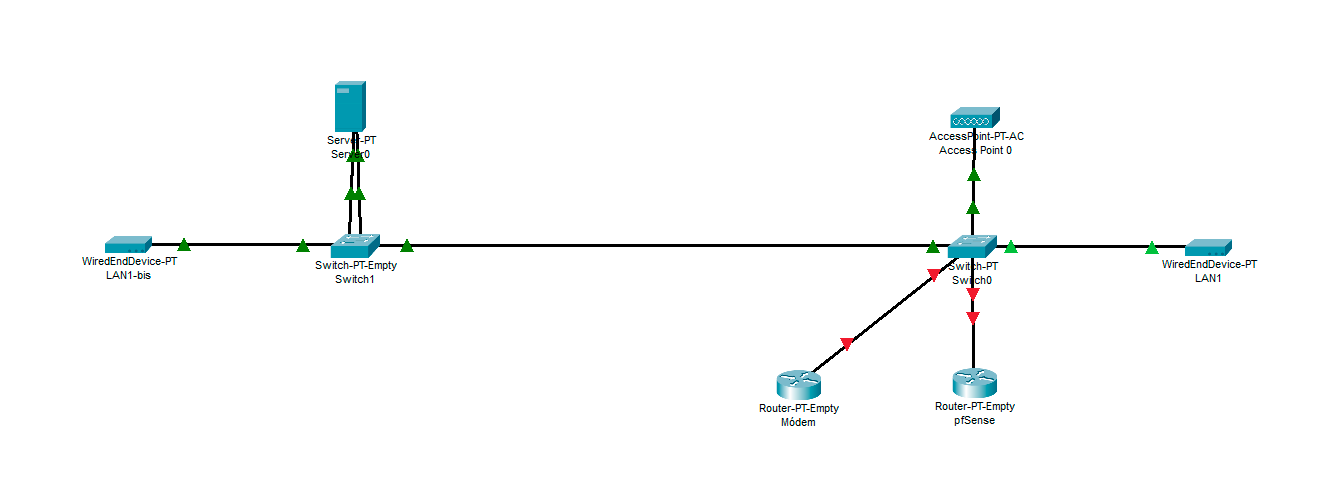 Server-PT
Server0
AccessPoint-PT-AC
Access Point 0
WiredEndDevice-PT
LAN1-bis
Switch-PT-Empty
Switch1
Switch-PT
Switch0
WiredEndDevice-PT
LAN1
Router-PT-Empty
Módem
Router-PT-Empty
pfSense